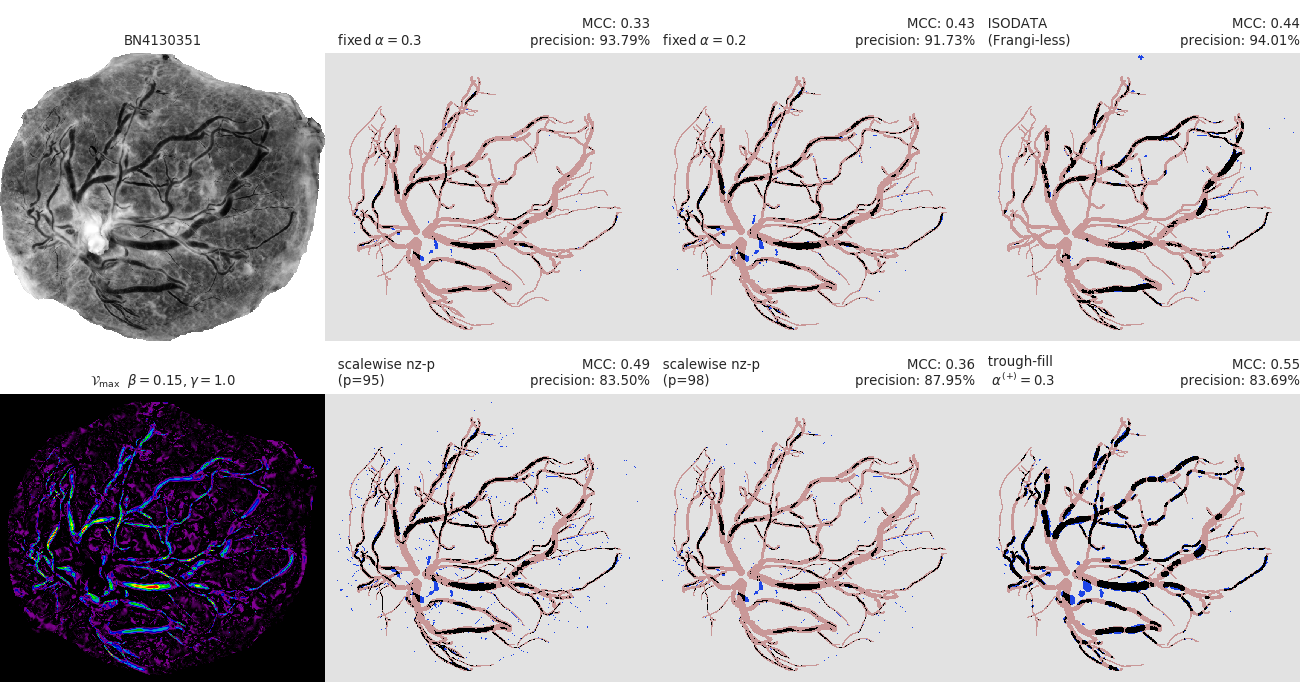 BN4130351
fixed α = 0.3
MCC: 0.33
precision: 93.79%
fixed α = 0.2
MCC: 0.43
precision: 91.73%
ISODATA
(Frangi-less)
MCC: 0.44
precision: 94.01%
𝒱max β = 0.15, γ = 1.0
scalewise nz-p
(p=95)
MCC: 0.49
precision: 83.50%
scalewise nz-p
(p=98)
MCC: 0.36
precision: 87.95%
trough-fill
α(+) = 0.3
MCC: 0.55
precision: 83.69%